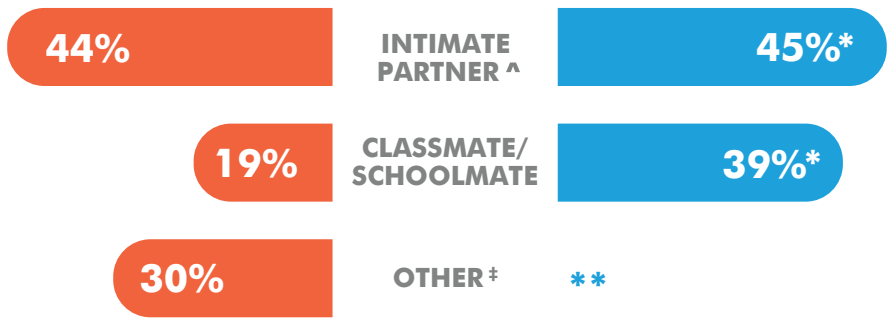 44%
INTIMATE
PARTNER ^
45%*
19%
CLASSMATE/
SCHOOLMATE
39%*
30%
OTHER ‡
**